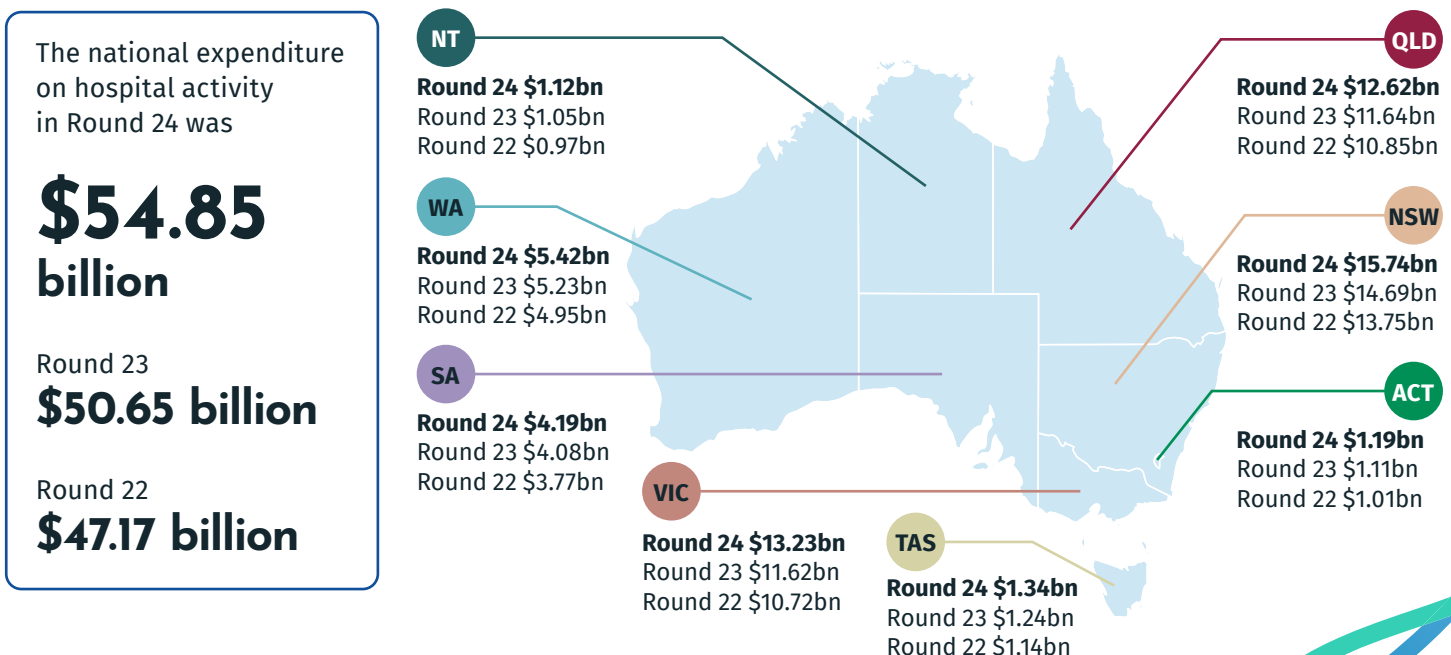 The national expenditure
on hospital activity
in Round 24 was
$54.85
billion
Round 23
$50.65 billion
Round 22
$47.17 billion
NT
Round 24 $1.12bn
Round 23 $1.05bn
Round 22 $0.97bn
WA
Round 24 $5.42bn
Round 23 $5.23bn
Round 22 $4.95bn
SA
Round 24 $4.19bn
Round 23 $4.08bn
Round 22 $3.77bn
VIC
Round 24 $13.23bn
Round 23 $11.62bn
Round 22 $10.72bn
TAS
Round 24 $1.34bn
Round 23 $1.24bn
Round 22 $1.14bn
QLD
Round 24 $12.62bn
Round 23 $11.64bn
Round 22 $10.85bn
NSW
Round 24 $15.74bn
Round 23 $14.69bn
Round 22 $13.75bn
ACT
Round 24 $1.19bn
Round 23 $1.11bn
Round 22 $1.01bn